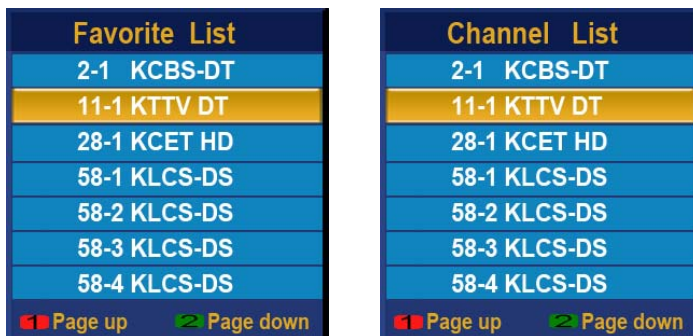 Favorite List
2-1 KCBS-DT
11-1 KTTV DT
28-1 KCET HD
58-1 KLCS-DS
58-2 KLCS-DS
58-3 KLCS-DS
58-4 KLCS-DS
1 Page up 2 Page down
Channel List
2-1 KCBS-DT
11-1 KTTV DT
28-1 KCET HD
58-1 KLCS-DS
58-2 KLCS-DS
58-3 KLCS-DS
58-4 KLCS-DS
1 Page up 2 Page down